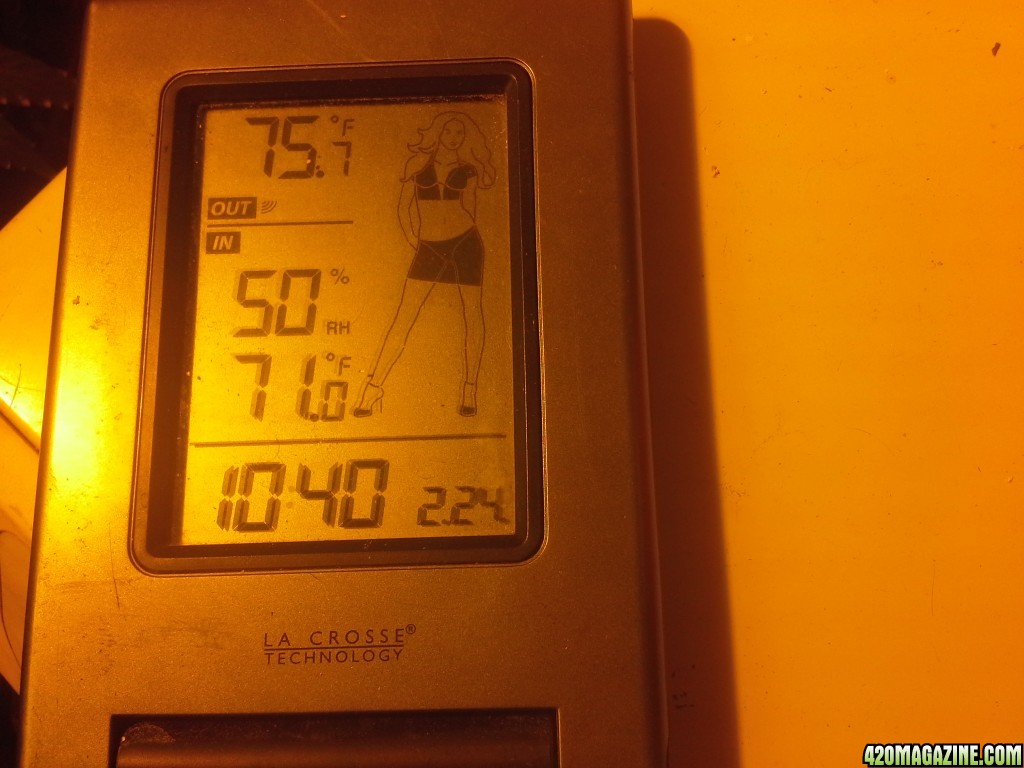 75.7 °F
OUT
IN
50 %
RH
71.0 °F
10:40 2.24.
LA CROSSE®
TECHNOLOGY
420MAGAZINE.COM